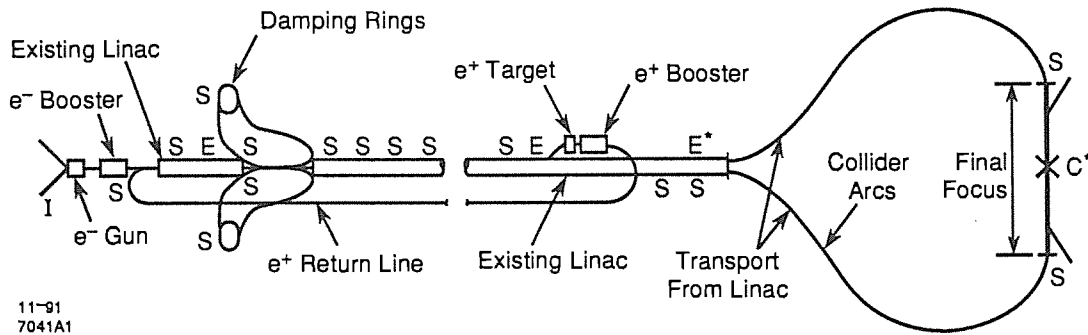 Damping Rings
Existing Linac
e⁻ Booster
e⁺ Target
e⁺ Booster
S
S
S E S
S S S S
S E
E*
S
S
I
e⁻ Gun
S
S S
Collider
Arcs
Final
Focus
C*
S
e⁺ Return Line
Existing Linac
Transport
From Linac
S
11-91
7041A1